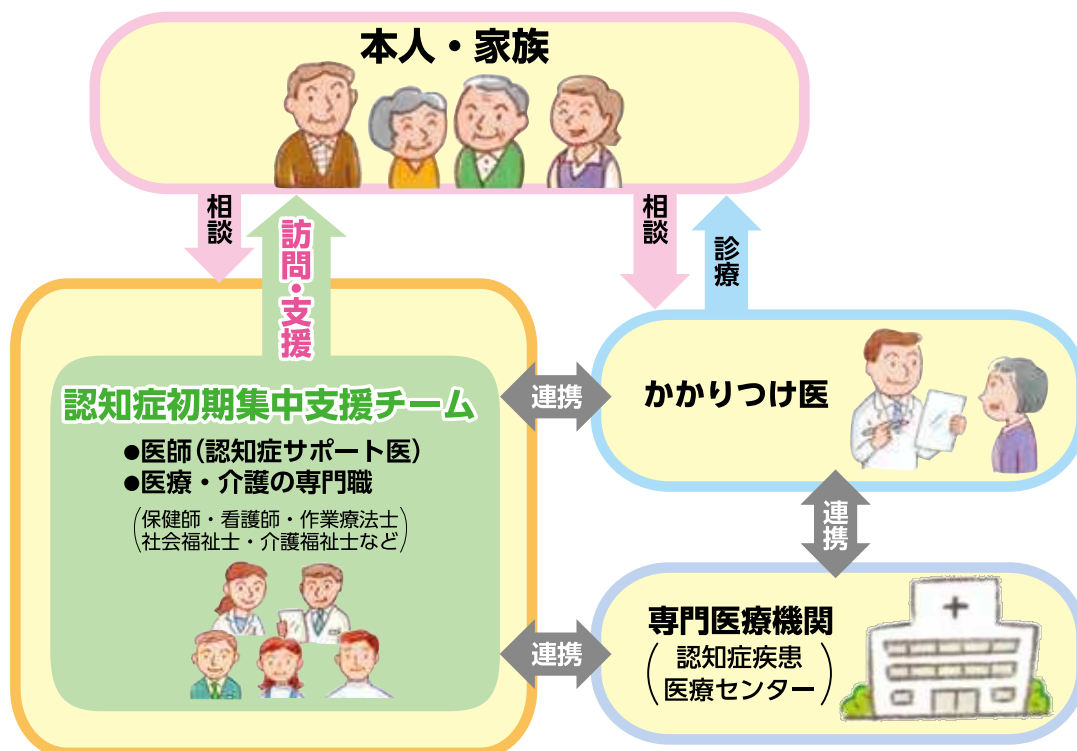 本人・家族
相談
訪問・支援
相談
診療
認知症初期集中支援チーム
●医師(認知症サポート医)
●医療・介護の専門職
(保健師・看護師・作業療法士
社会福祉士・介護福祉士など)
連携
かかりつけ医
連携
連携
専門医療機関
(認知症疾患
医療センター)